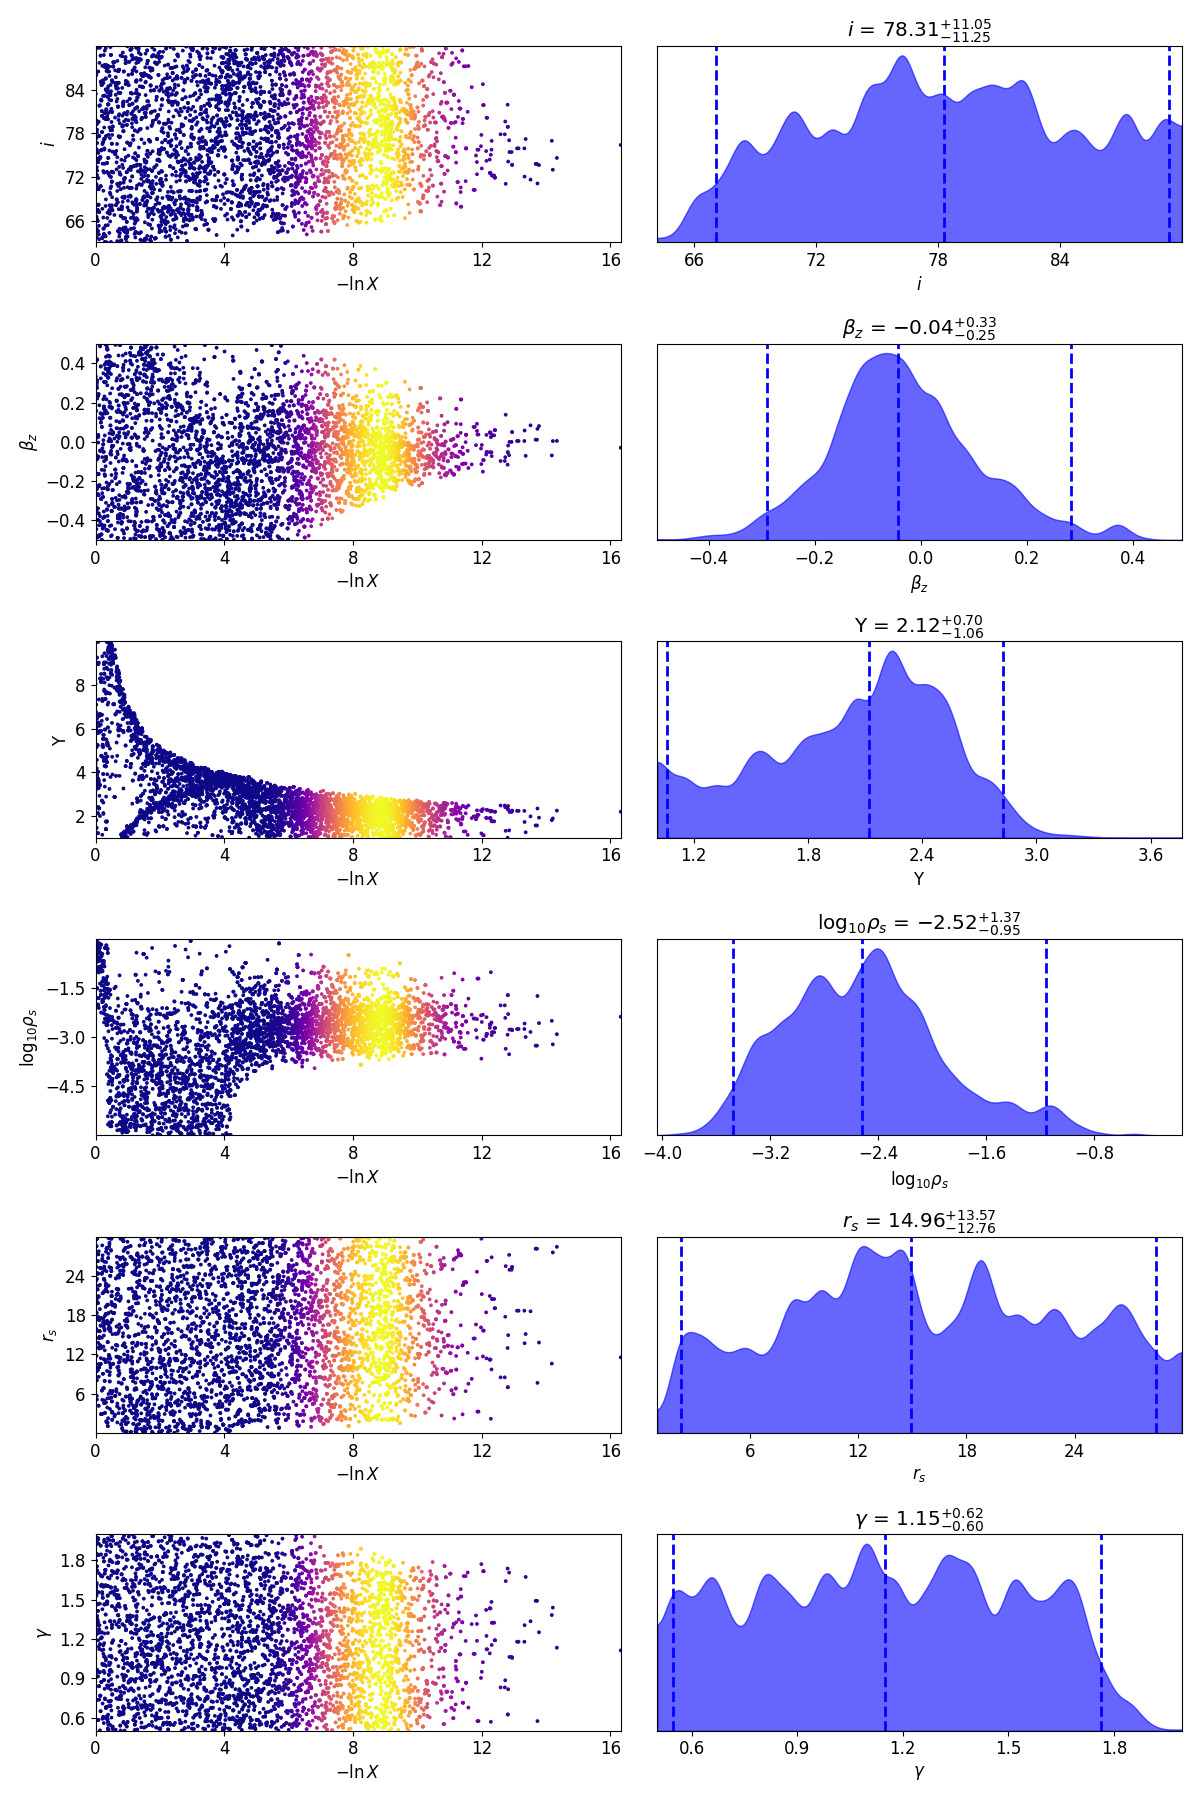 i = 78.31+11.05−11.25
84
78
72
66
i
0 4 8 12 16
−ln X
66 72 78 84
i
βz = −0.04+0.33−0.25
0.4
0.2
0.0
−0.2
−0.4
βz
0 4 8 12 16
−ln X
−0.4 −0.2 0.0 0.2 0.4
βz
Y = 2.12+0.70−1.06
8
6
4
2
Y
0 4 8 12 16
−ln X
1.2 1.8 2.4 3.0 3.6
Y
log10ρs = −2.52+1.37−0.95
−1.5
−3.0
−4.5
log10ρs
0 4 8 12 16
−ln X
−4.0 −3.2 −2.4 −1.6 −0.8
log10ρs
rs = 14.96+13.57−12.76
24
18
12
6
rs
0 4 8 12 16
−ln X
6 12 18 24
rs
γ = 1.15+0.62−0.60
1.8
1.5
1.2
0.9
0.6
γ
0 4 8 12 16
−ln X
0.6 0.9 1.2 1.5 1.8
γ